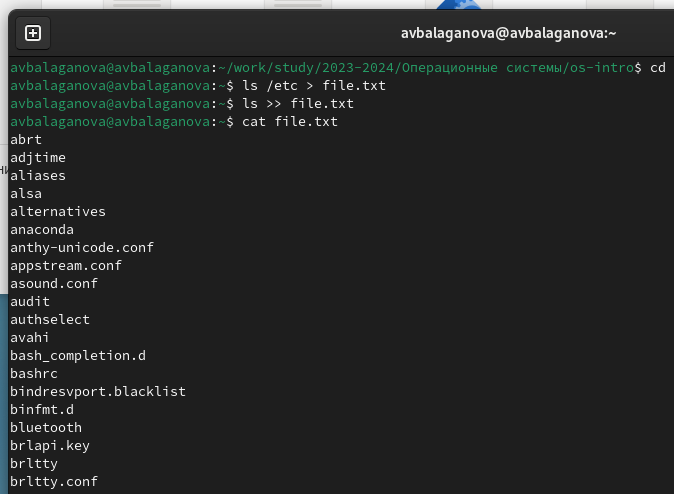 avbalaganova@avbalaganova:~
avbalaganova@avbalaganova:~/work/study/2023-2024/Операционные системы/os-intro$ cd
avbalaganova@avbalaganova:~$ ls /etc > file.txt
avbalaganova@avbalaganova:~$ ls >> file.txt
avbalaganova@avbalaganova:~$ cat file.txt
abrt
adjtime
aliases
alsa
alternatives
anaconda
anthy-unicode.conf
appstream.conf
asound.conf
audit
authselect
avahi
bash_completion.d
bashrc
bindresvport.blacklist
binfmt.d
bluetooth
brlapi.key
brltty
brltty.conf